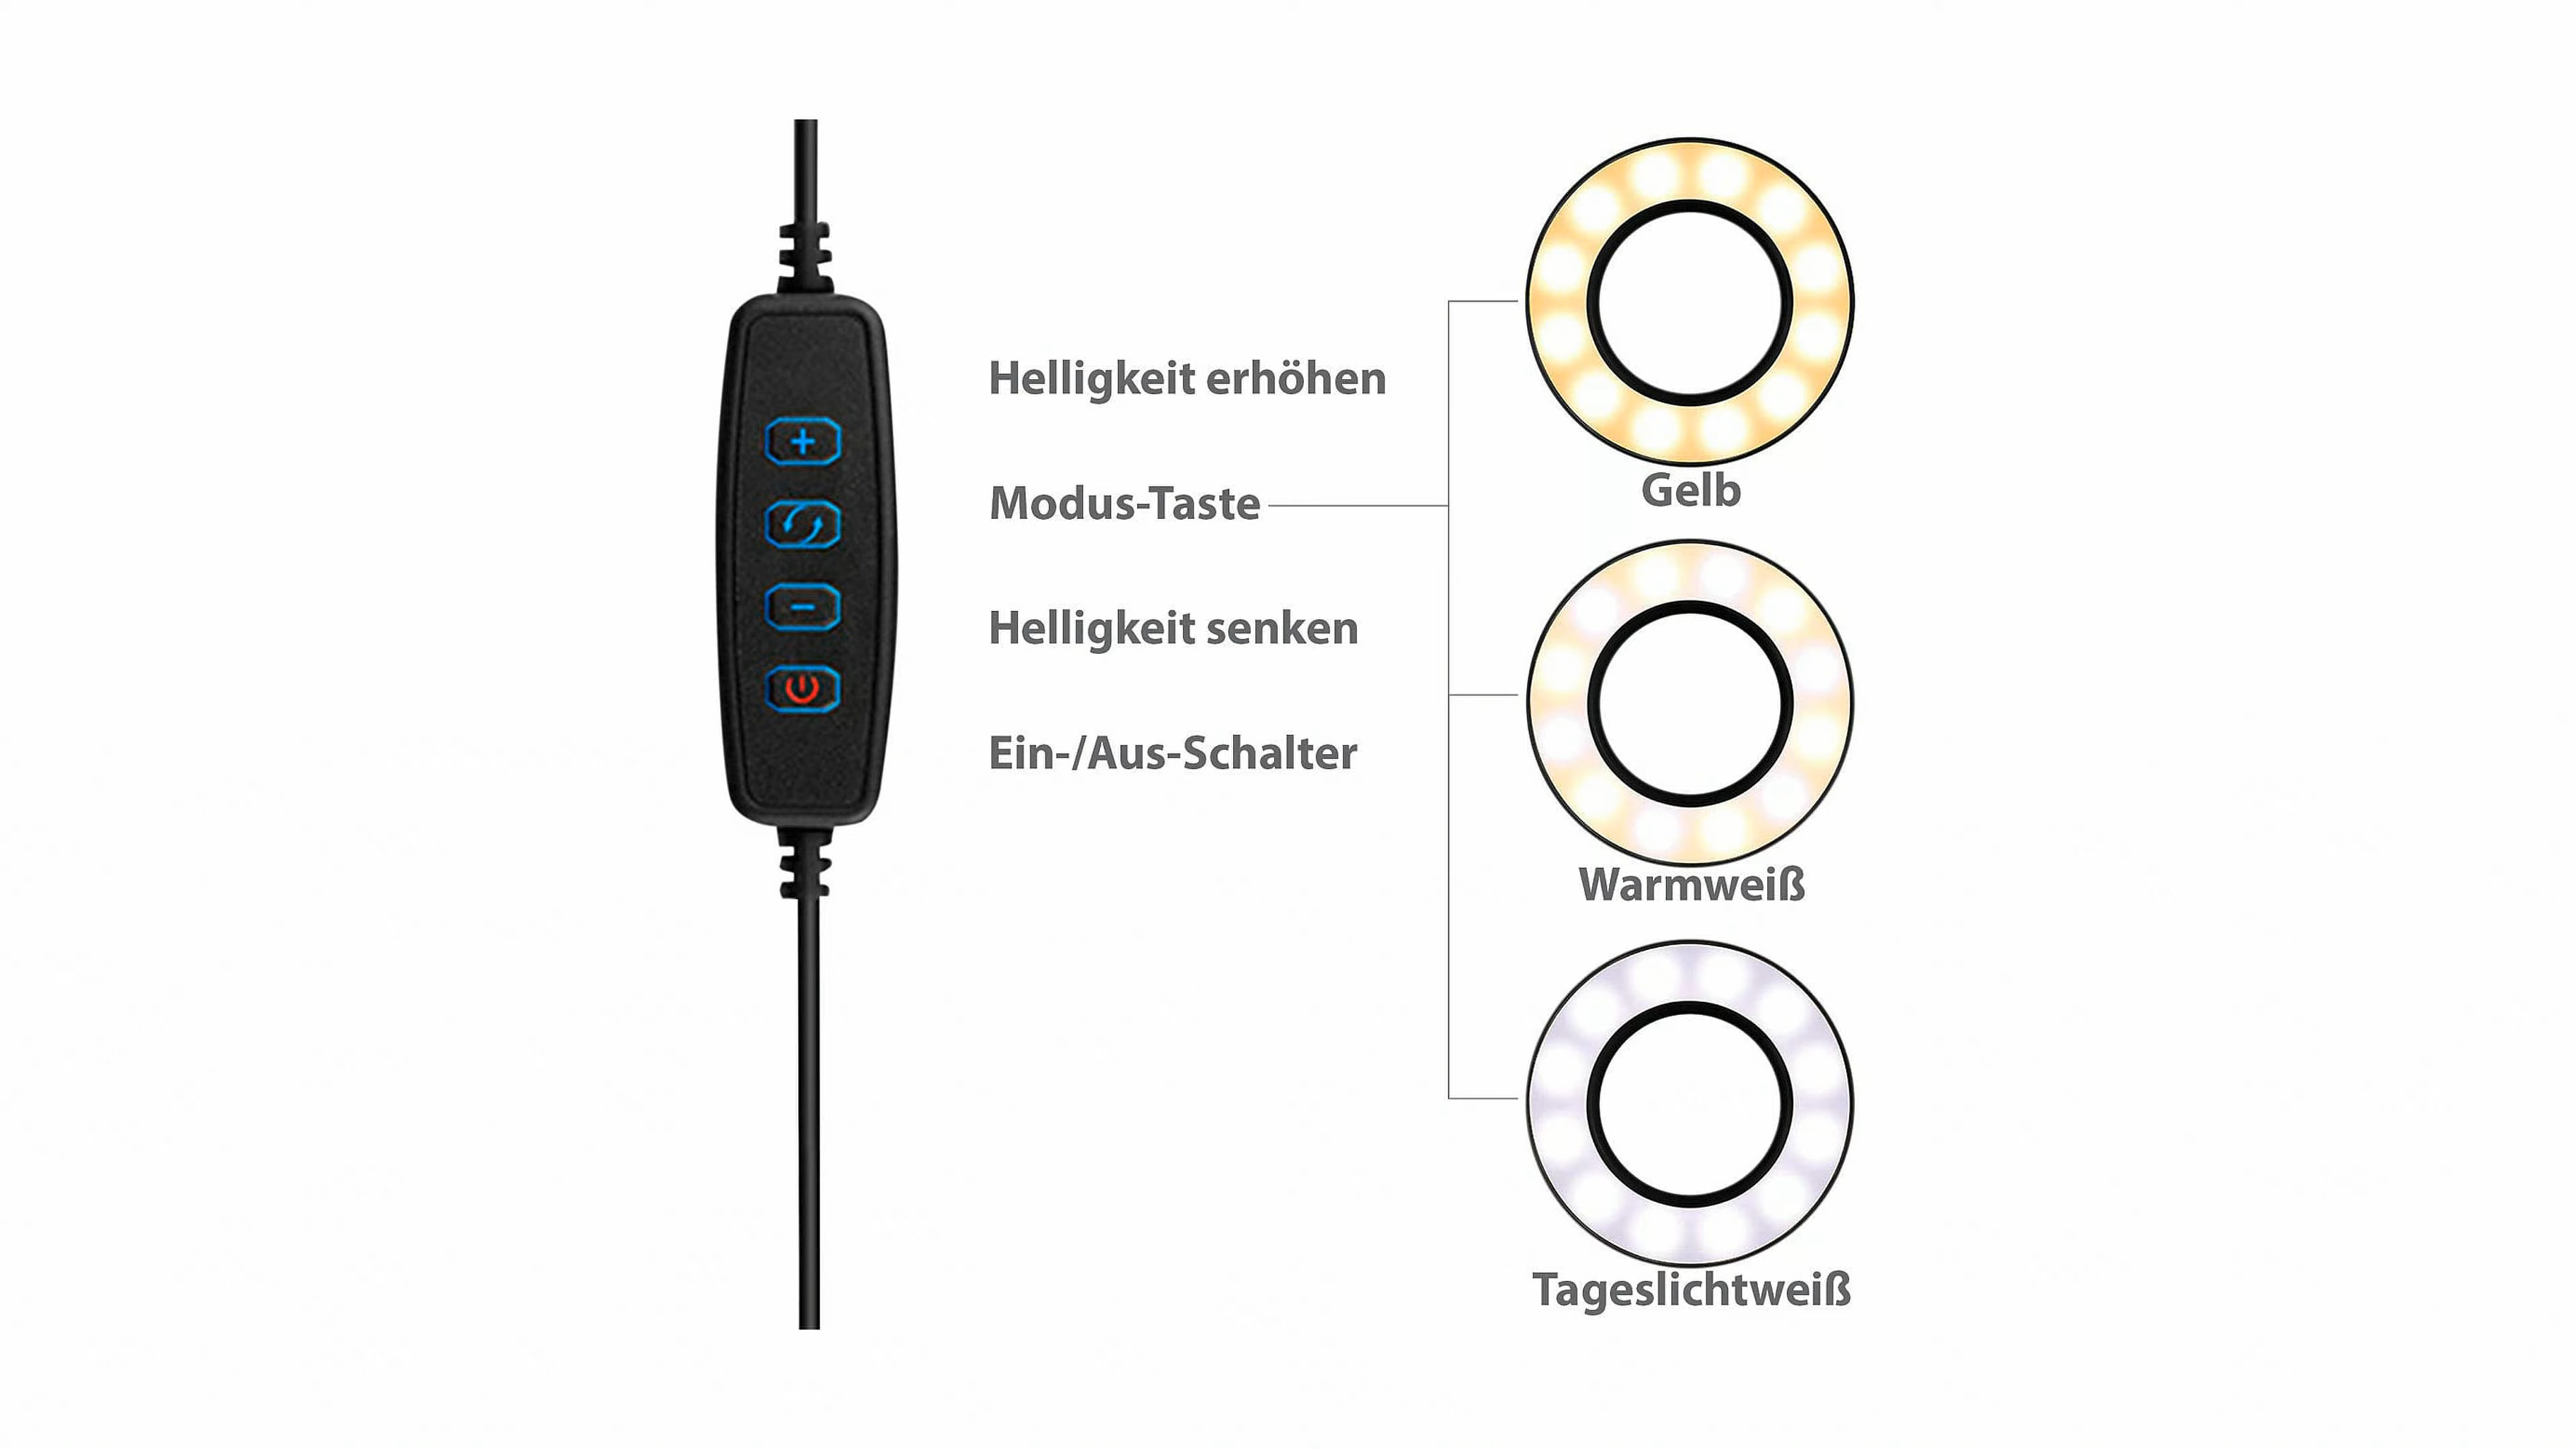 Helligkeit erhöhen
Modus-Taste
Helligkeit senken
Ein-/Aus-Schalter
Gelb
Warmweiß
Tageslichtweiß